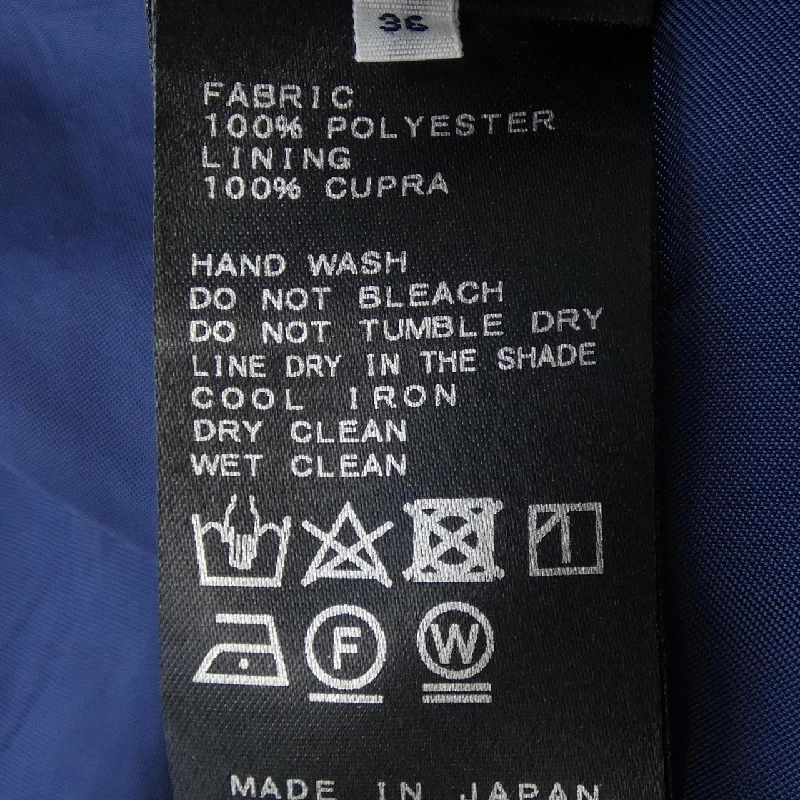 36
FABRIC
100% POLYESTER
LINING
100% CUPRA
HAND WASH
DO NOT BLEACH
DO NOT TUMBLE DRY
LINE DRY IN THE SHADE
COOL IRON
DRY CLEAN
WET CLEAN
F W
MADE IN JAPAN